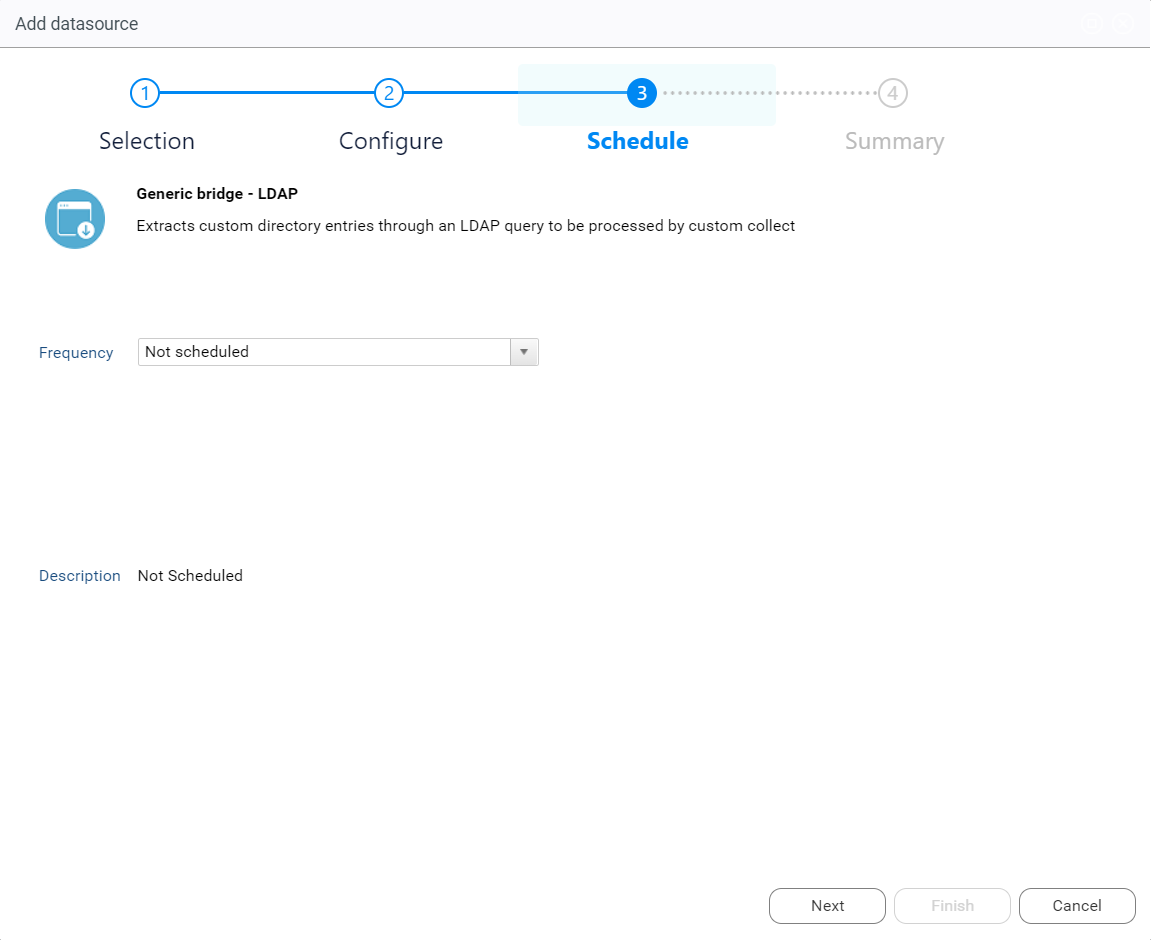 Add datasource
1 2 3 4
Selection Configure Schedule Summary
Generic bridge - LDAP
Extracts custom directory entries through an LDAP query to be processed by custom collect
Frequency Not scheduled
Description Not Scheduled
Next Finish Cancel